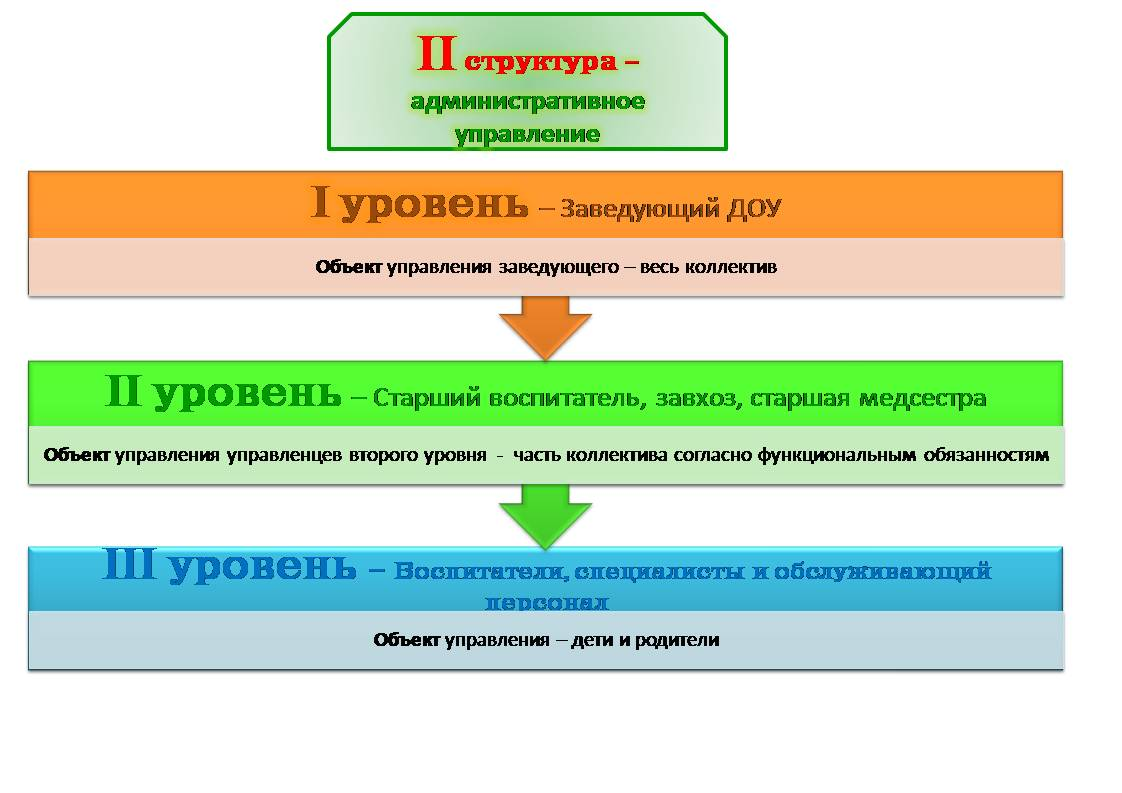 II структура –
административное
управление
I уровень – Заведующий ДОУ
Объект управления заведующего – весь коллектив
II уровень – Старший воспитатель, завхоз, старшая медсестра
Объект управления управленцев второго уровня - часть коллектива согласно функциональным обязанностям
III уровень – Воспитатели, специалисты и обслуживающий
персонал
Объект управления – дети и родители